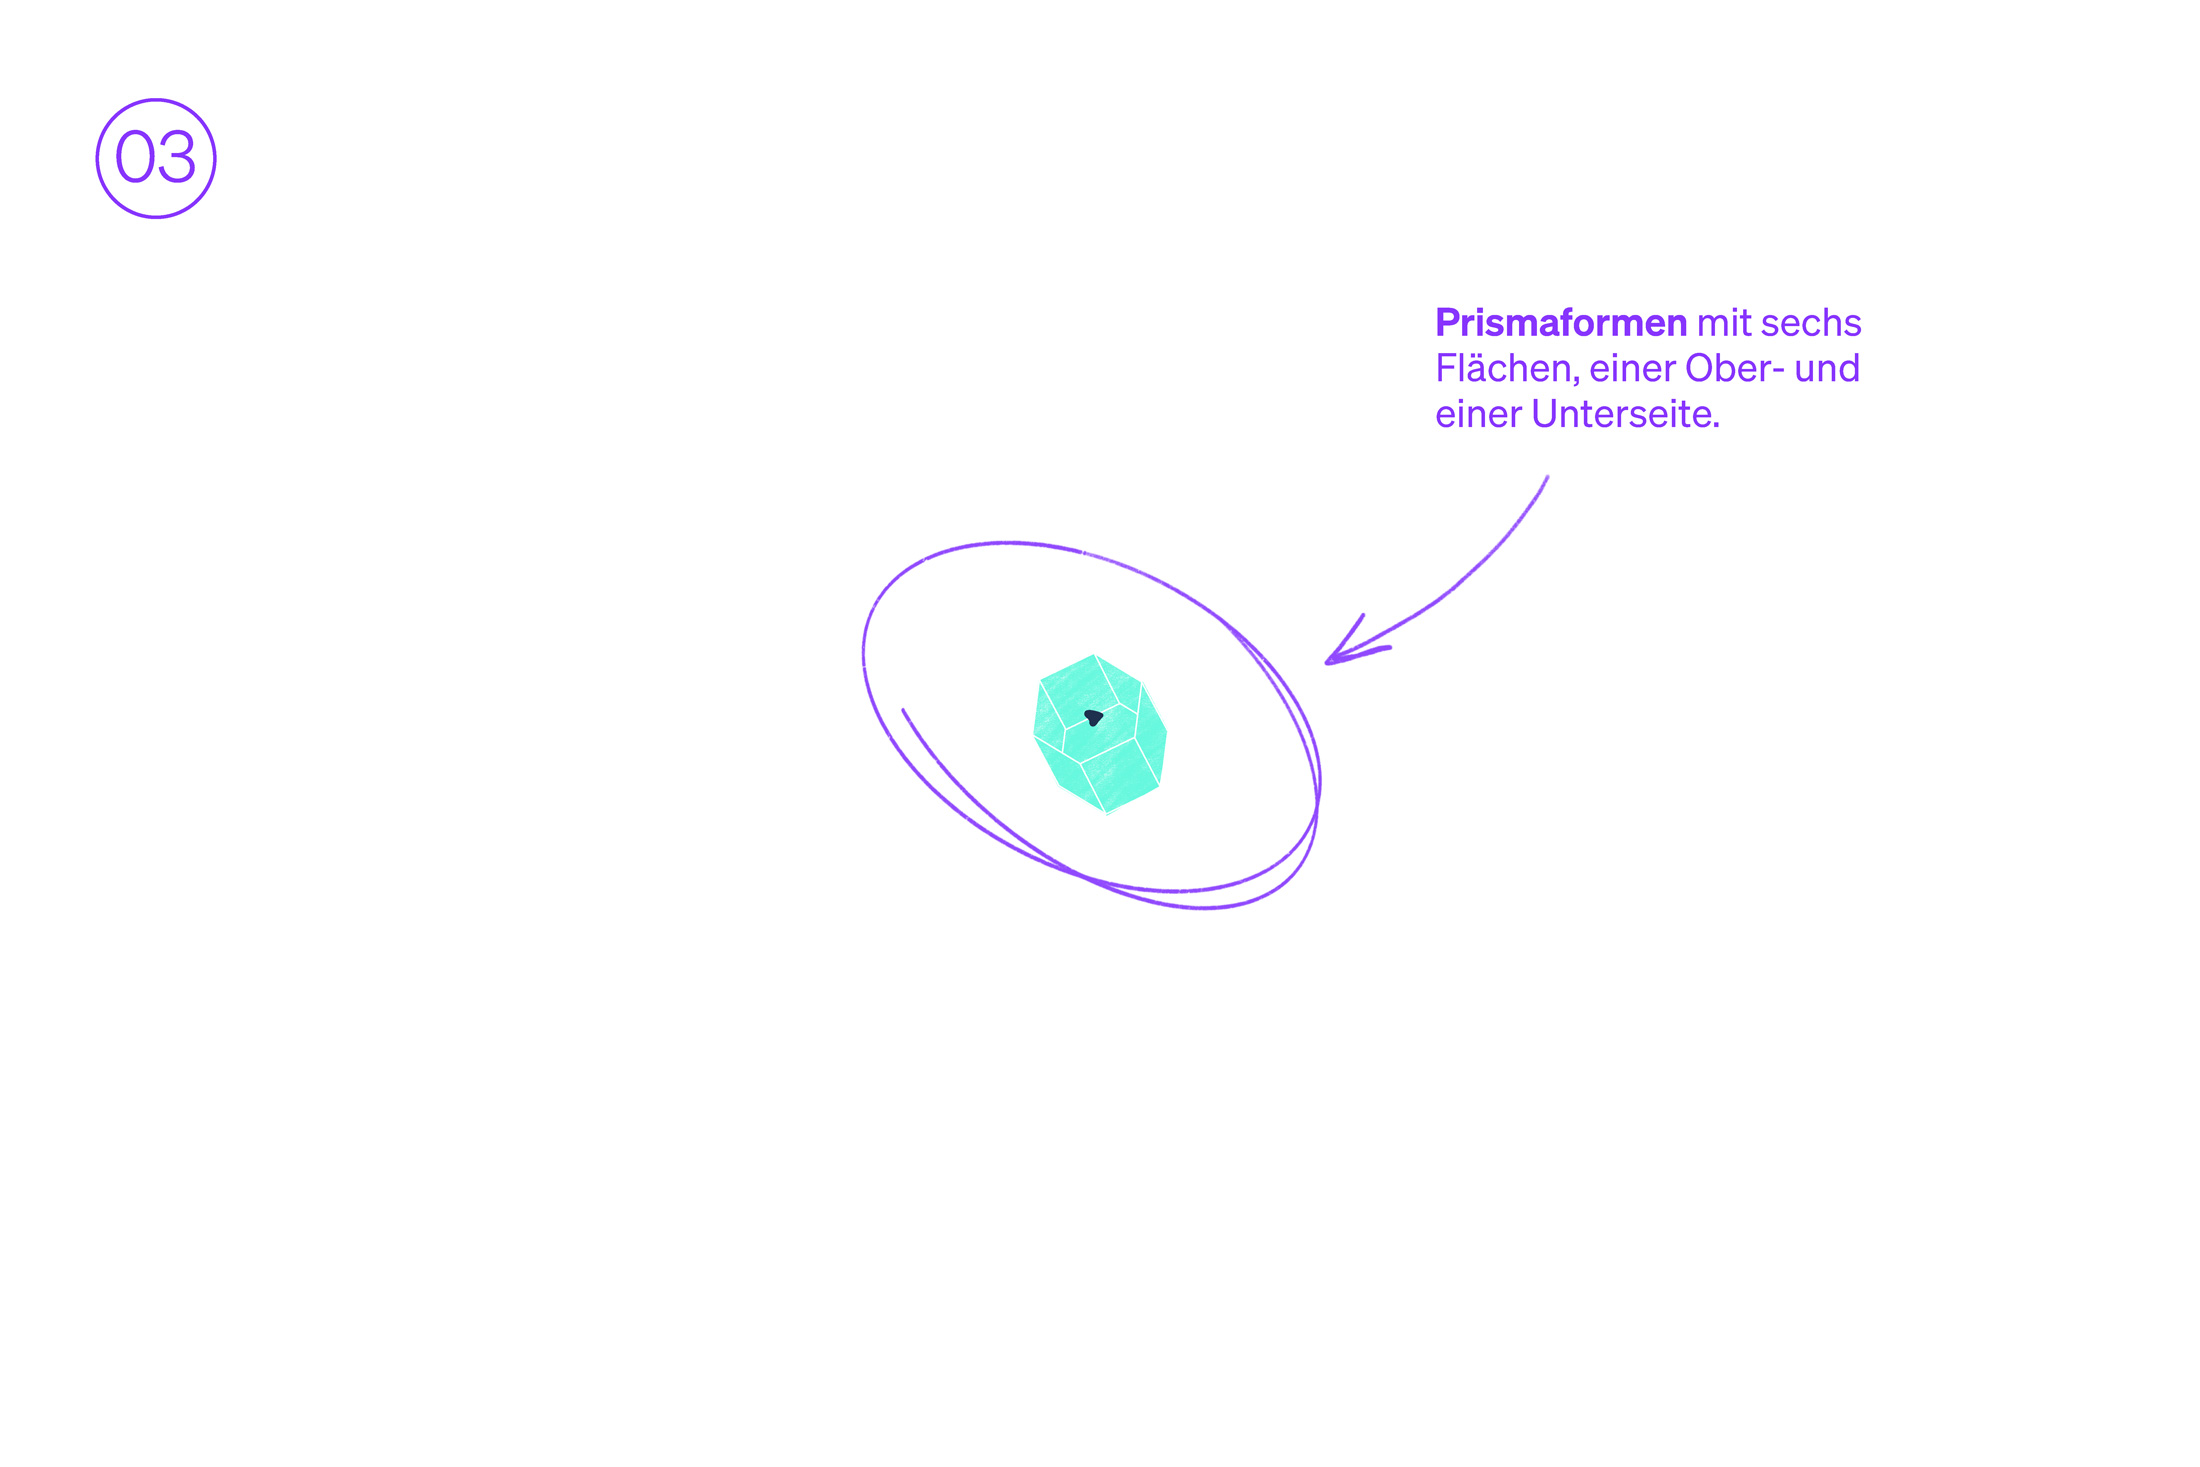 03
Prismaformen mit sechs
Flächen, einer Ober- und
einer Unterseite.